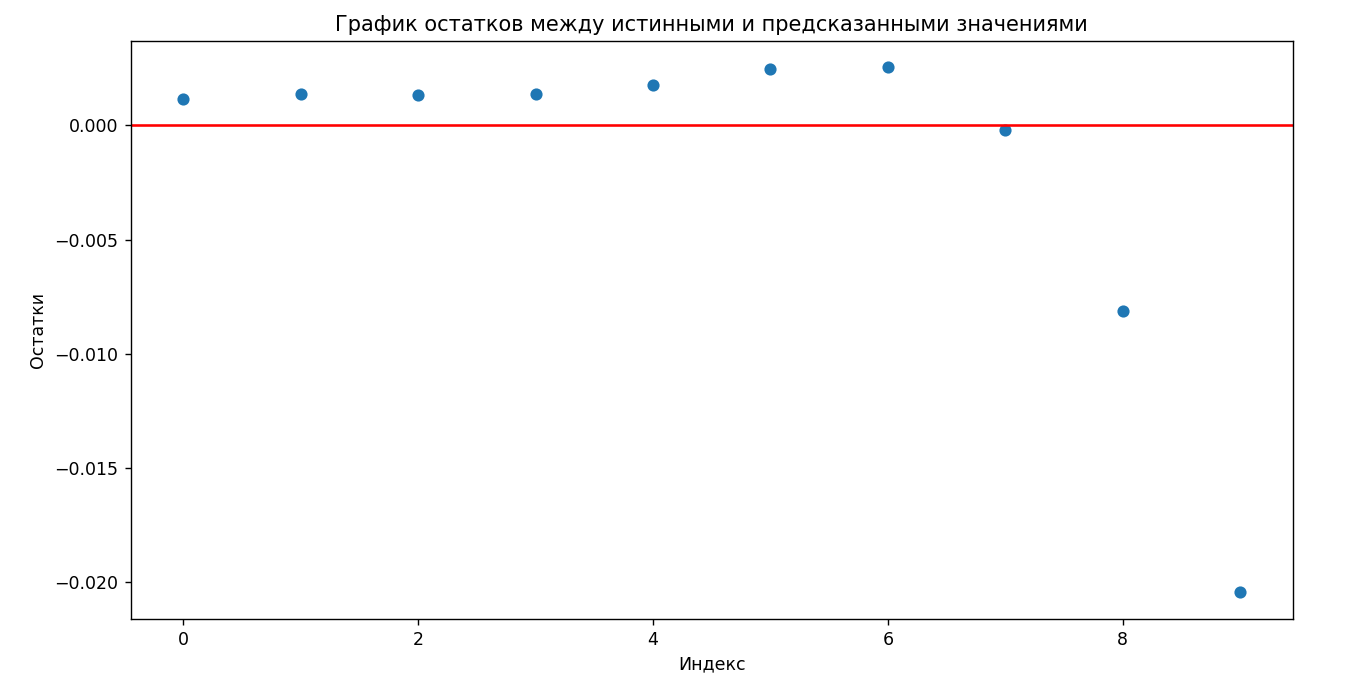 График остатков между истинными и предсказанными значениями
0.000
−0.005
−0.010
−0.015
−0.020
Остатки
0 2 4 6 8
Индекс